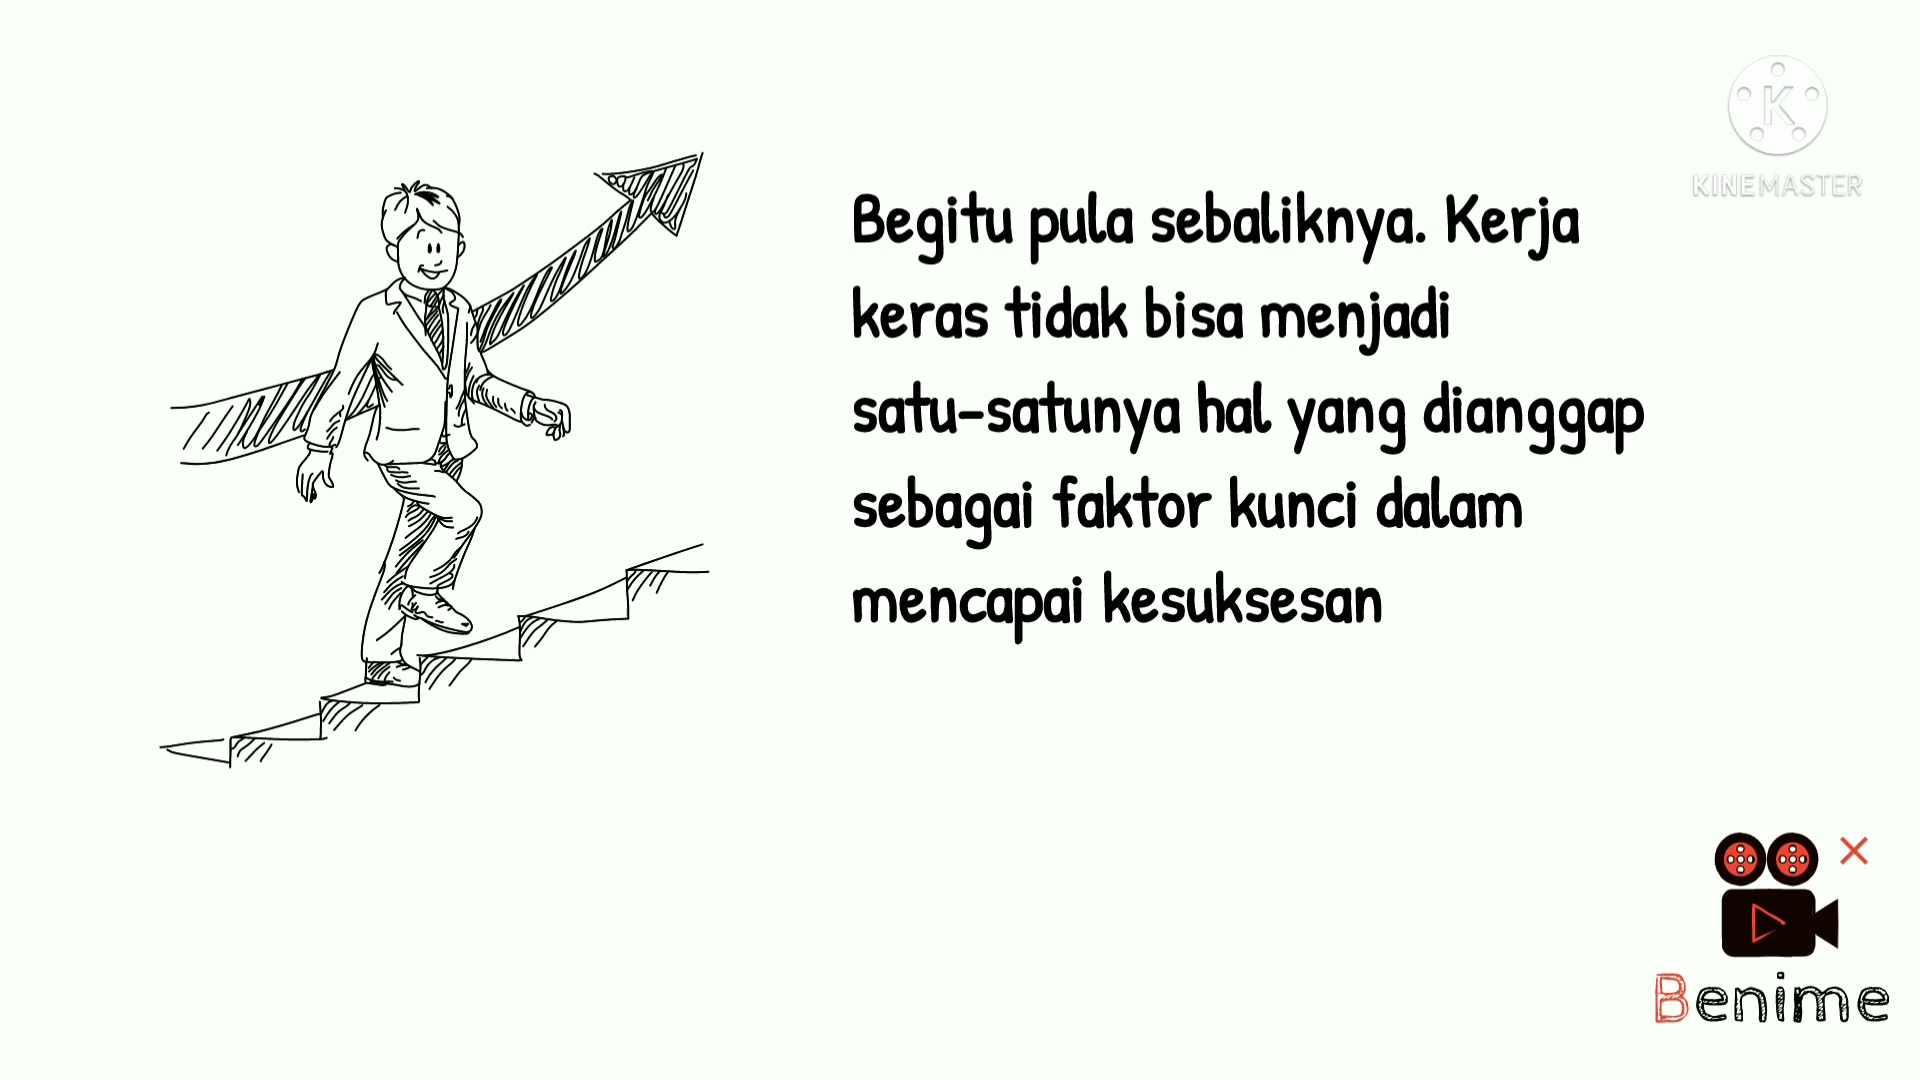 K
KINEMASTER
Begitu pula sebaliknya. Kerja
keras tidak bisa menjadi
satu-satunya hal yang dianggap
sebagai faktor kunci dalam
mencapai kesuksesan
Benime